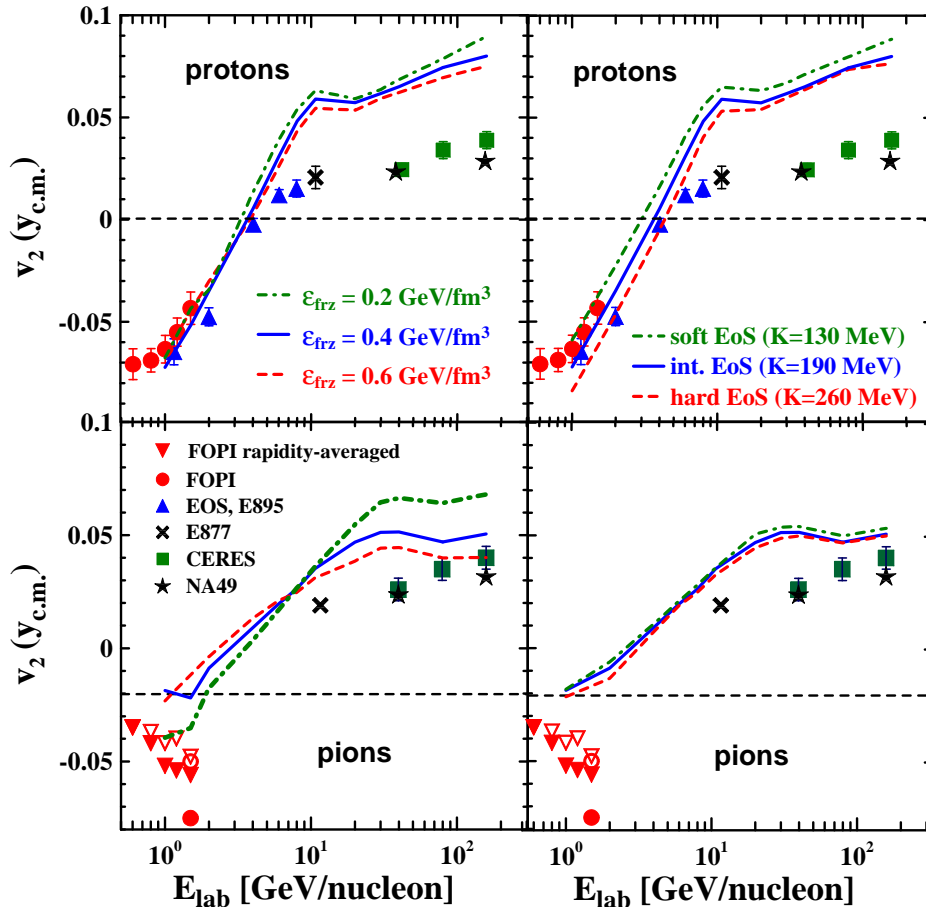 0.1
0.05
0
-0.05
0.1
0.05
0
-0.05
v₂ (y_c.m.)
v₂ (y_c.m.)
protons
ε_frz = 0.2 GeV/fm³
ε_frz = 0.4 GeV/fm³
ε_frz = 0.6 GeV/fm³
protons
soft EoS (K=130 MeV)
int. EoS (K=190 MeV)
hard EoS (K=260 MeV)
FOPI rapidity-averaged
FOPI
EOS, E895
E877
CERES
NA49
pions
pions
10⁰ 10¹ 10² 10⁰ 10¹ 10²
E_lab [GeV/nucleon] E_lab [GeV/nucleon]